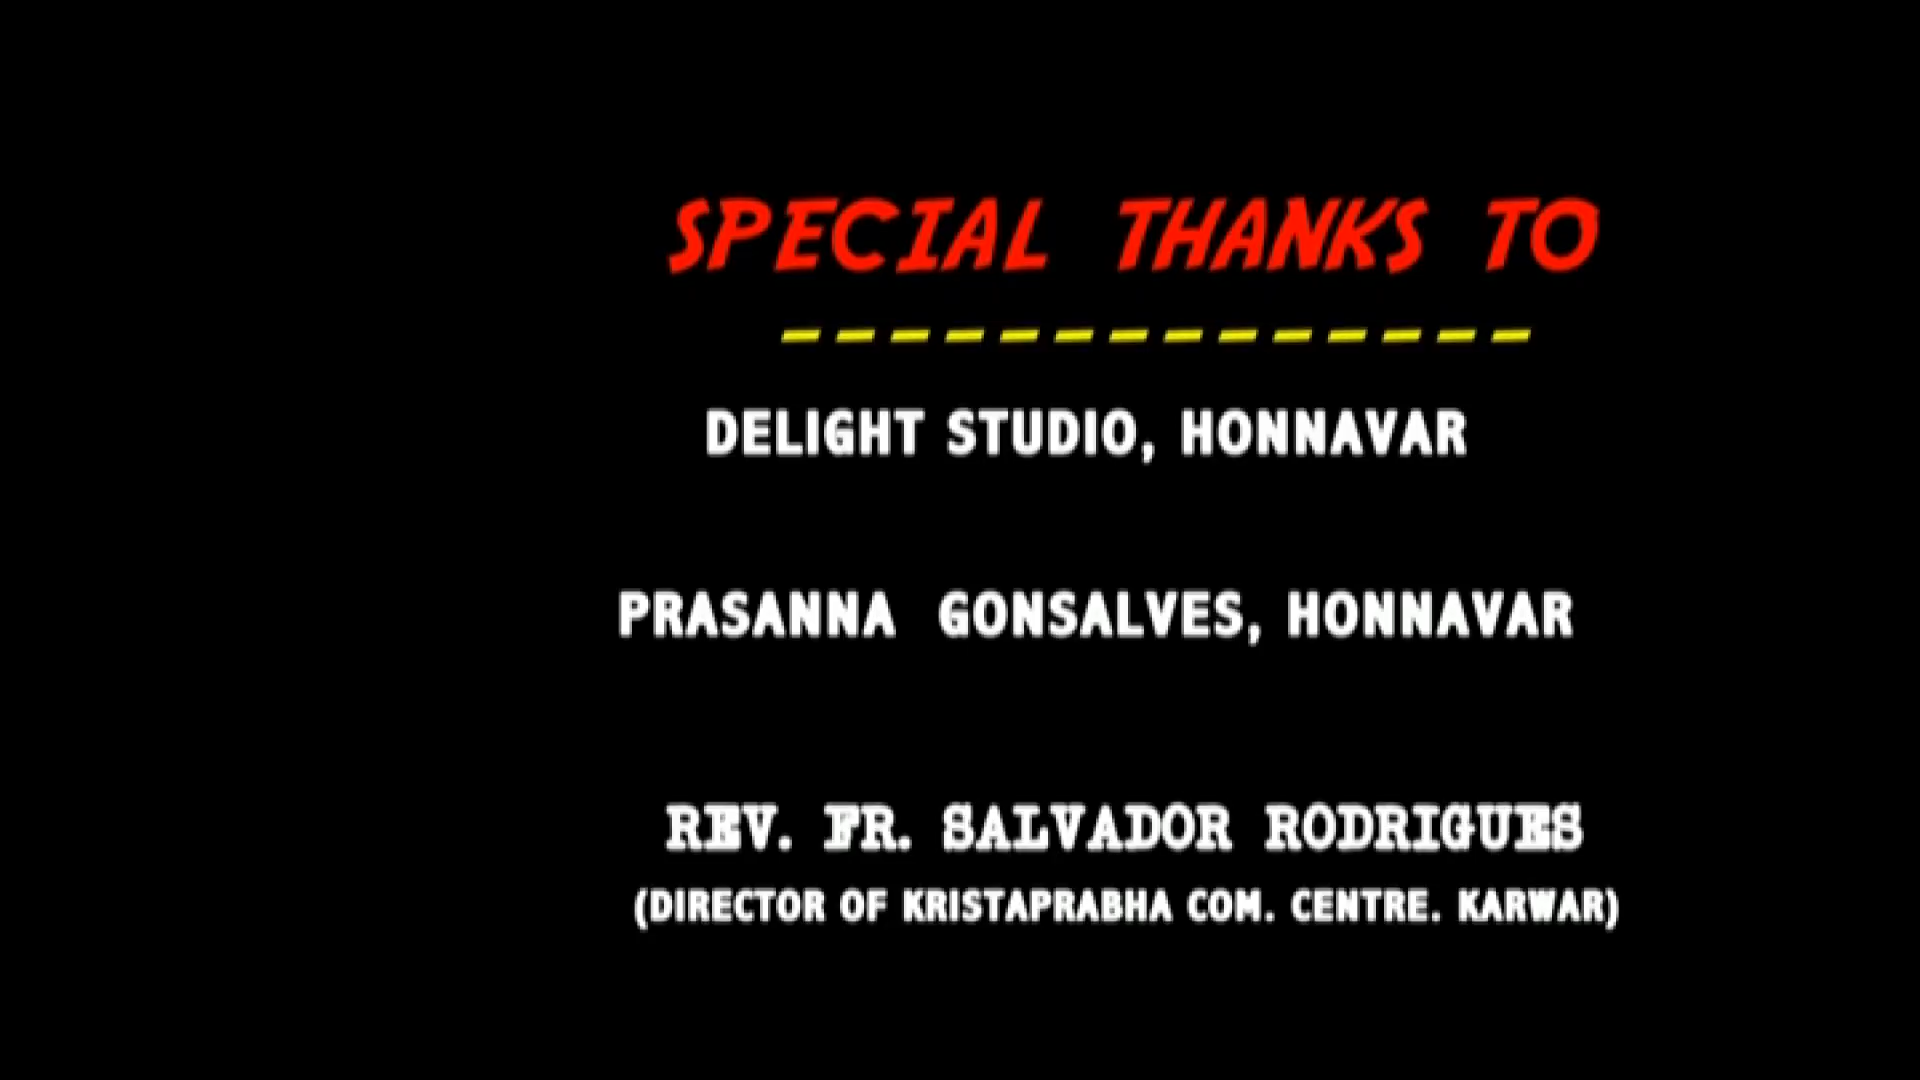 SPECIAL THANKS TO
--------------
DELIGHT STUDIO, HONNAVAR
PRASANNA GONSALVES, HONNAVAR
REV. FR. SALVADOR RODRIGUES
(DIRECTOR OF KRISTAPRABHA COM. CENTRE. KARWAR)